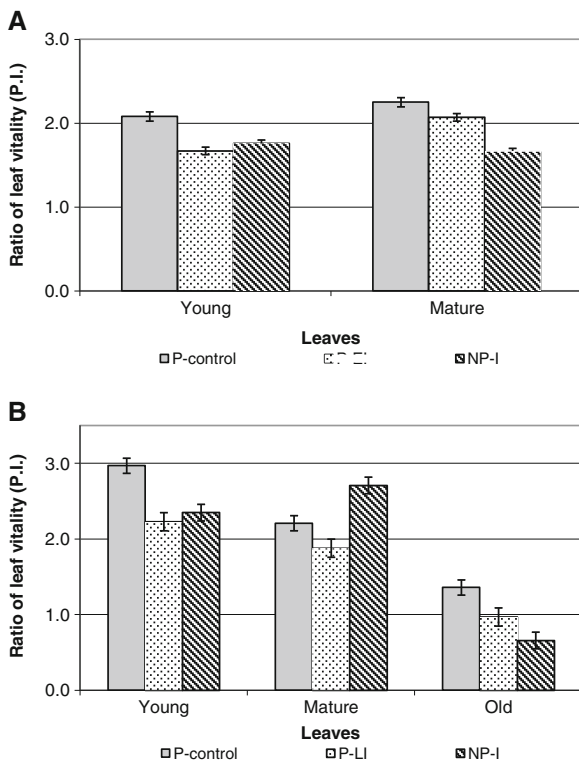 A
Ratio of leaf vitality (P.I.)
3.0
2.0
1.0
0.0
Young Mature
Leaves
P-control NP-I
B
Ratio of leaf vitality (P.I.)
3.0
2.0
1.0
0.0
Young Mature Old
Leaves
P-control P-LI NP-I